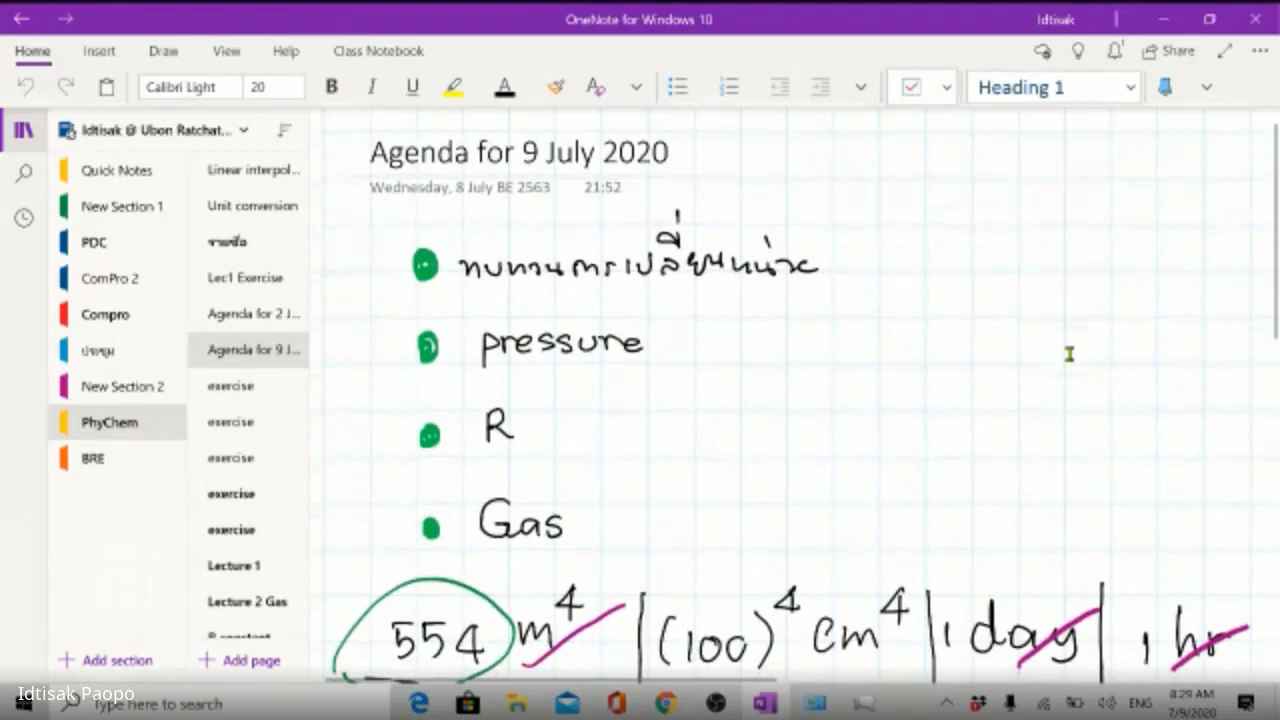 OneNote for Windows 10
Idtisak
Home Insert Draw View Help Class Notebook
Share
Calibri Light 20
B I U A
Heading 1
Idtisak @ Ubon Ratchat...
Quick Notes
New Section 1
PDC
ComPro 2
Compro
ประชุม
New Section 2
PhyChem
BRE
Add section
Linear interpol...
Unit conversion
รายชื่อ
Lec1 Exercise
Agenda for 2 J...
Agenda for 9 J...
exercise
exercise
exercise
exercise
exercise
Lecture 1
Lecture 2 Gas
R constant
Add page
Agenda for 9 July 2020
Wednesday, 8 July BE 2563 21:52
ทบทวนการเปลี่ยนหน่วย
pressure
R
Gas
554 m⁴ | (100)⁴ cm⁴ | 1 day | 1 hr
Idtisak Paopo
Type here to search
ENG
8:29 AM
7/9/2020